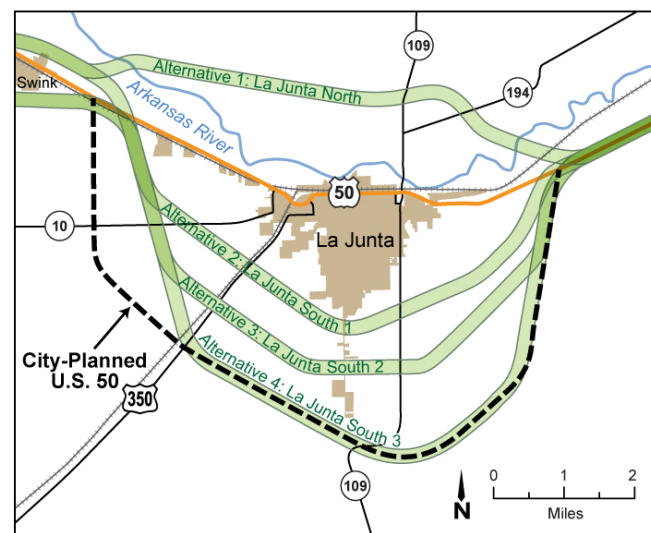 109
Swink
Alternative 1: La Junta North
194
Arkansas River
50
10
La Junta
Alternative 2: La Junta South 1
Alternative 3: La Junta South 2
City-Planned
U.S. 50
Alternative 4: La Junta South 3
350
109
N
0 1 2
Miles